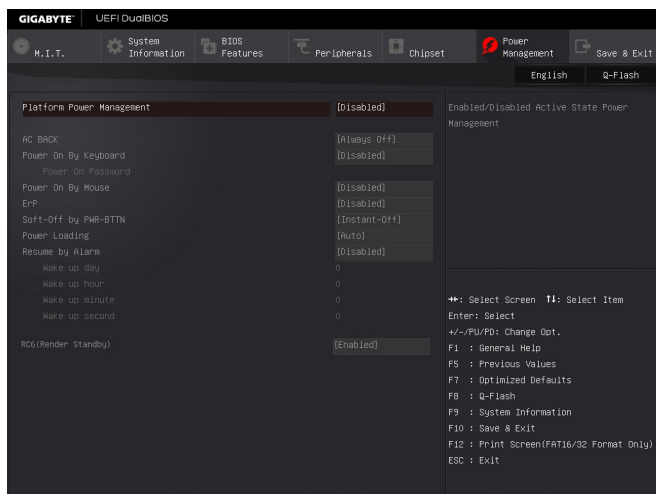 GIGABYTE™ UEFI DualBIOS
M.I.T. System Information BIOS Features Peripherals Chipset Power Management Save & Exit
English Q-Flash
Platform Power Management [Disabled]
AC BACK [Always Off]
Power On By Keyboard [Disabled]
Power On Password
Power On By Mouse [Disabled]
ErP [Disabled]
Soft-Off by PWR-BTTN [Instant-Off]
Power Loading [Auto]
Resume by Alarm [Disabled]
Wake up day 0
Wake up hour 0
Wake up minute 0
Wake up second 0
RC6(Render Standby) [Enabled]
Enabled/Disabled Active State Power
Management
→←: Select Screen ↑↓: Select Item
Enter: Select
+/-/PU/PD: Change Opt.
F1 : General Help
F5 : Previous Values
F7 : Optimized Defaults
F8 : Q-Flash
F9 : System Information
F10 : Save & Exit
F12 : Print Screen(FAT16/32 Format Only)
ESC : Exit